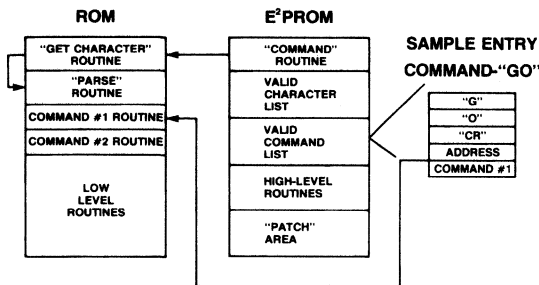 ROM
"GET CHARACTER"
ROUTINE
"PARSE"
ROUTINE
COMMAND #1 ROUTINE
COMMAND #2 ROUTINE
LOW
LEVEL
ROUTINES
E²PROM
"COMMAND"
ROUTINE
VALID
CHARACTER
LIST
VALID
COMMAND
LIST
HIGH-LEVEL
ROUTINES
"PATCH"
AREA
SAMPLE ENTRY
COMMAND-"GO"
"G"
"O"
"CR"
ADDRESS
COMMAND #1